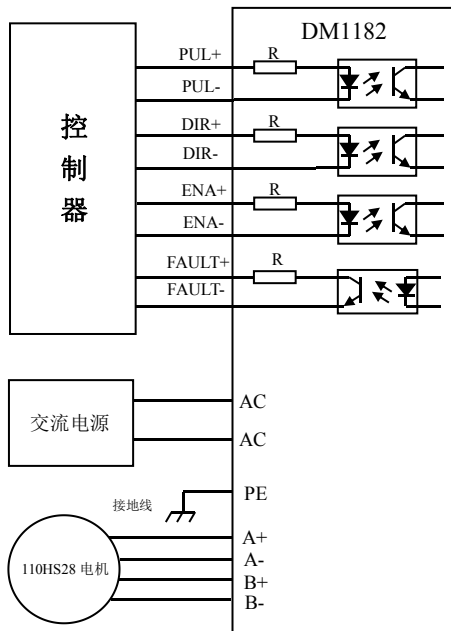 DM1182
控制器
PUL+
R
PUL-
DIR+
R
DIR-
ENA+
R
ENA-
FAULT+
R
FAULT-
交流电源
AC
AC
接地线
PE
110HS28 电机
A+
A-
B+
B-